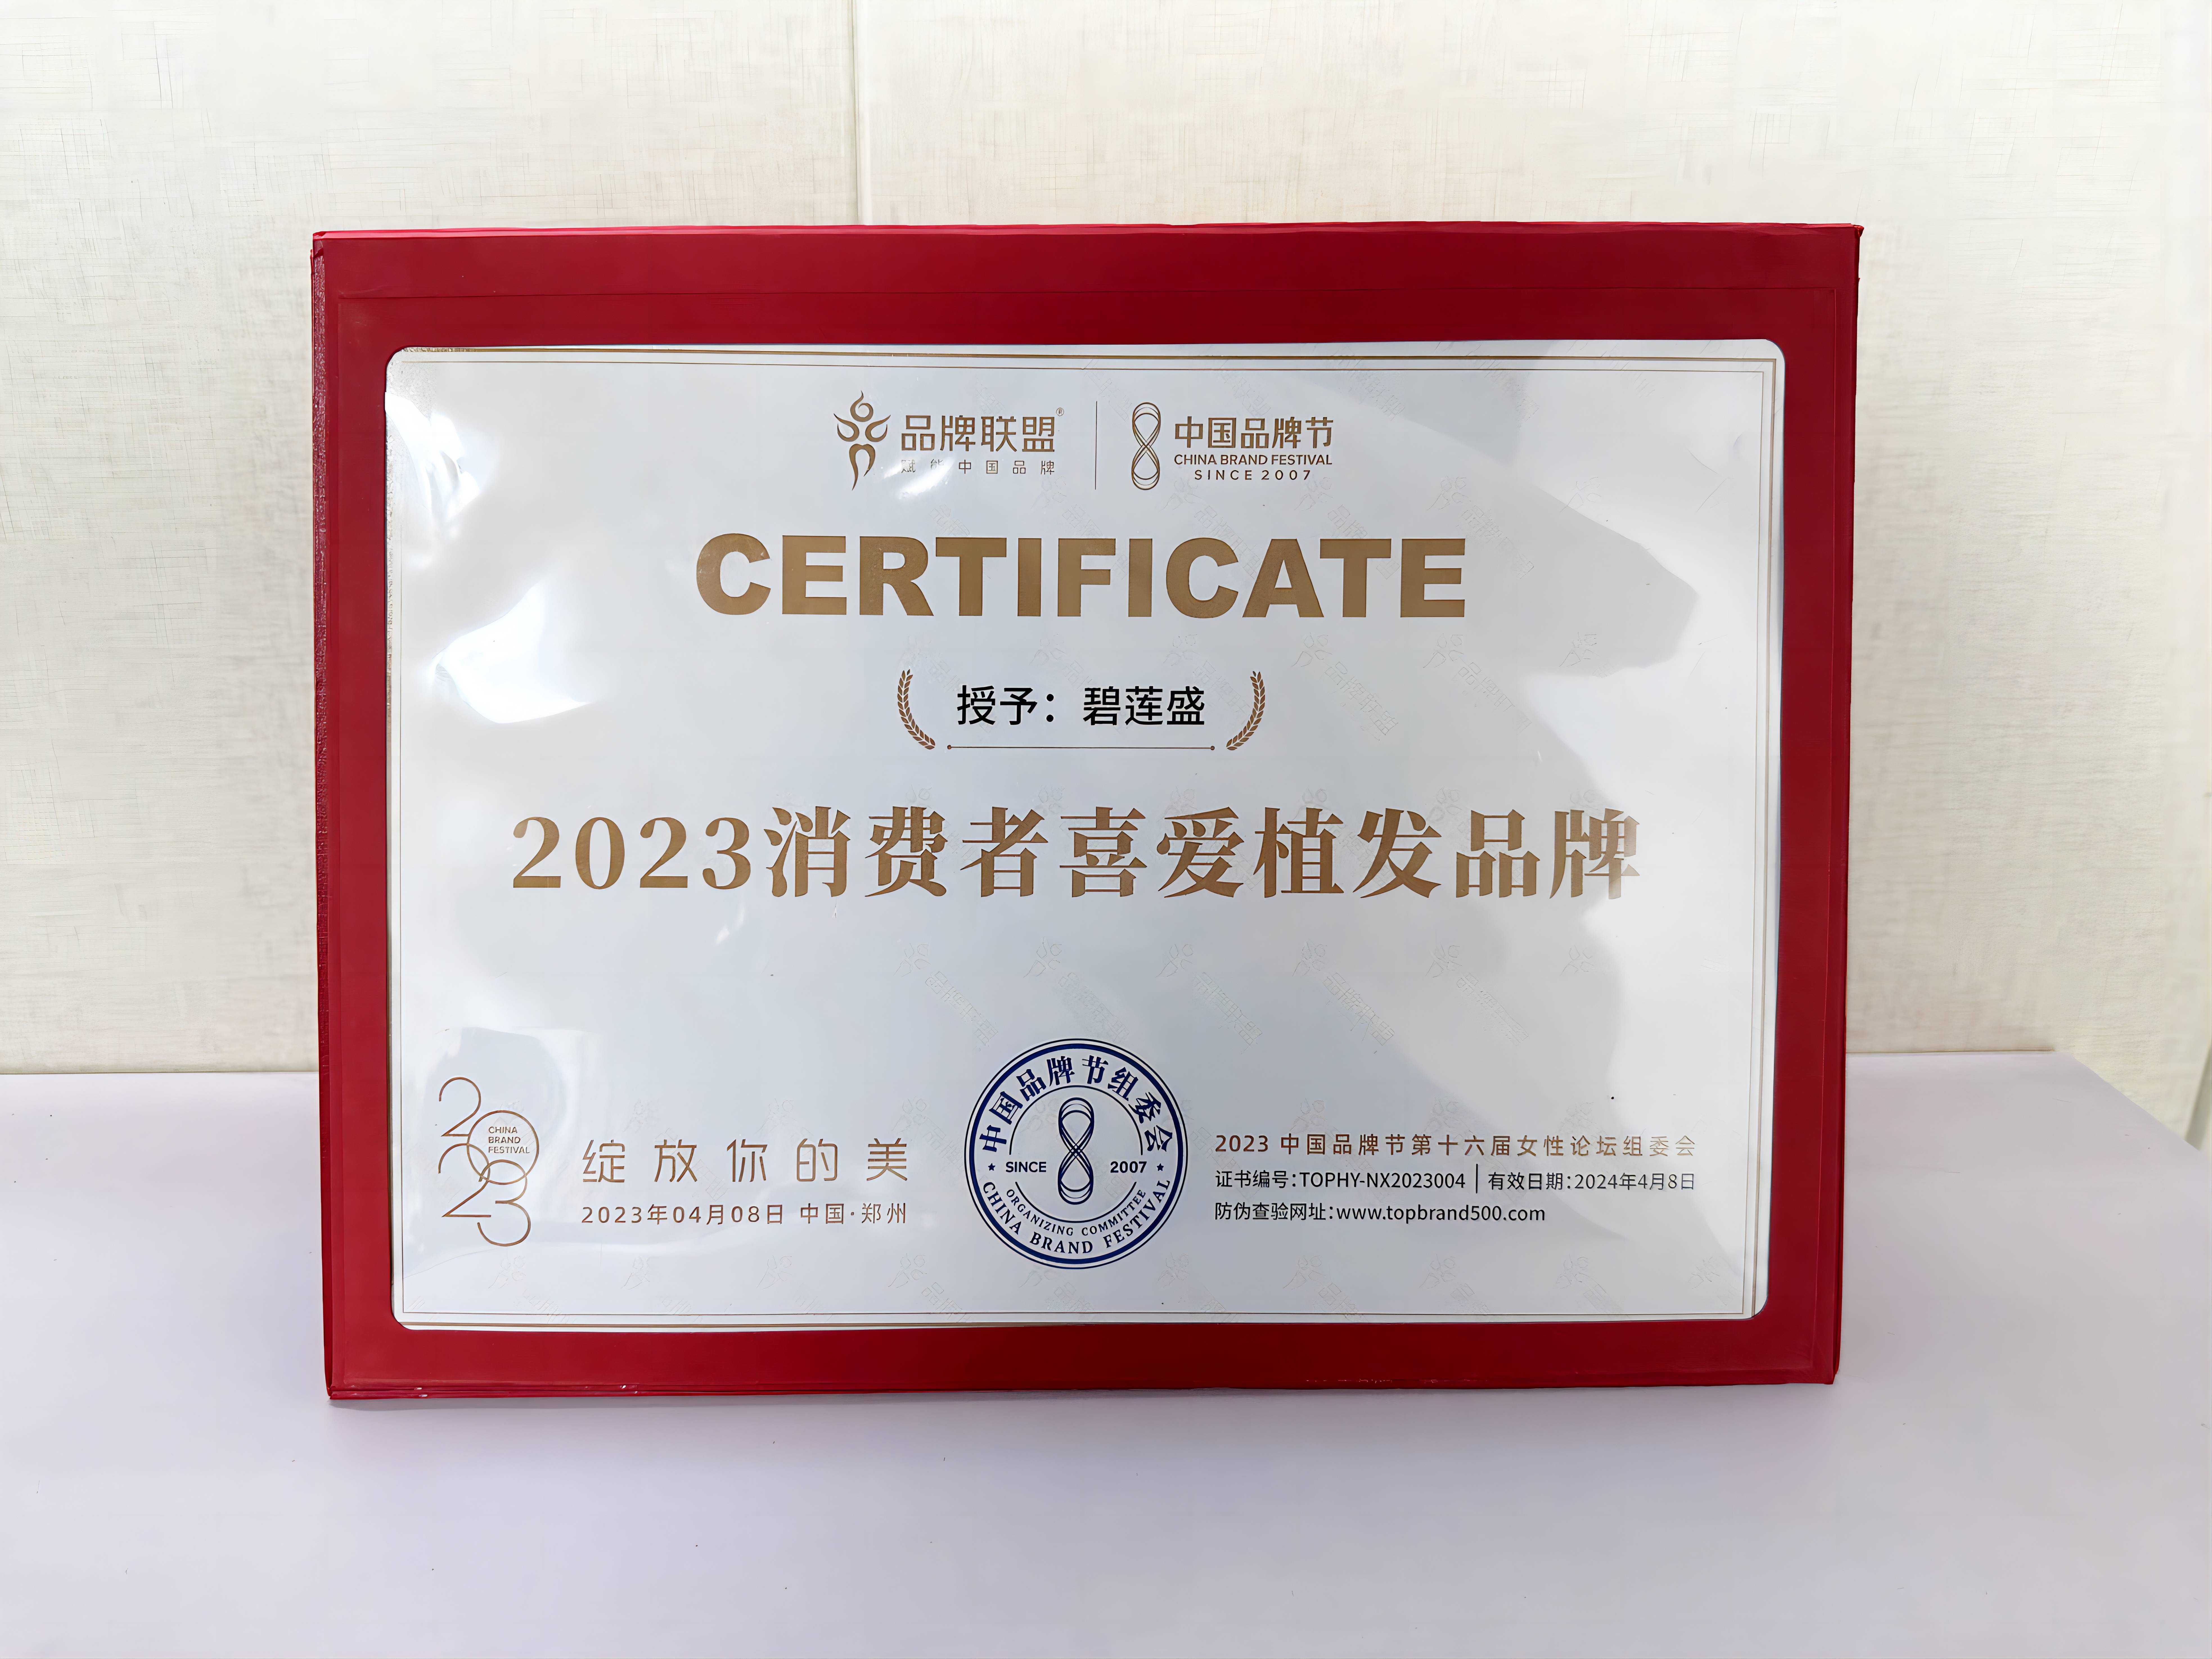 品牌联盟®
赋能中国品牌
中国品牌节
CHINA BRAND FESTIVAL
SINCE 2007
CERTIFICATE
授予：碧莲盛
2023消费者喜爱植发品牌
2023
CHINA
BRAND
FESTIVAL
绽放你的美
2023年04月08日 中国·郑州
中国品牌节组委会
SINCE 2007
ORGANIZING COMMITTEE
CHINA BRAND FESTIVAL
2023 中国品牌节第十六届女性论坛组委会
证书编号：TOPHY-NX2023004 | 有效日期：2024年4月8日
防伪查验网址：www.topbrand500.com